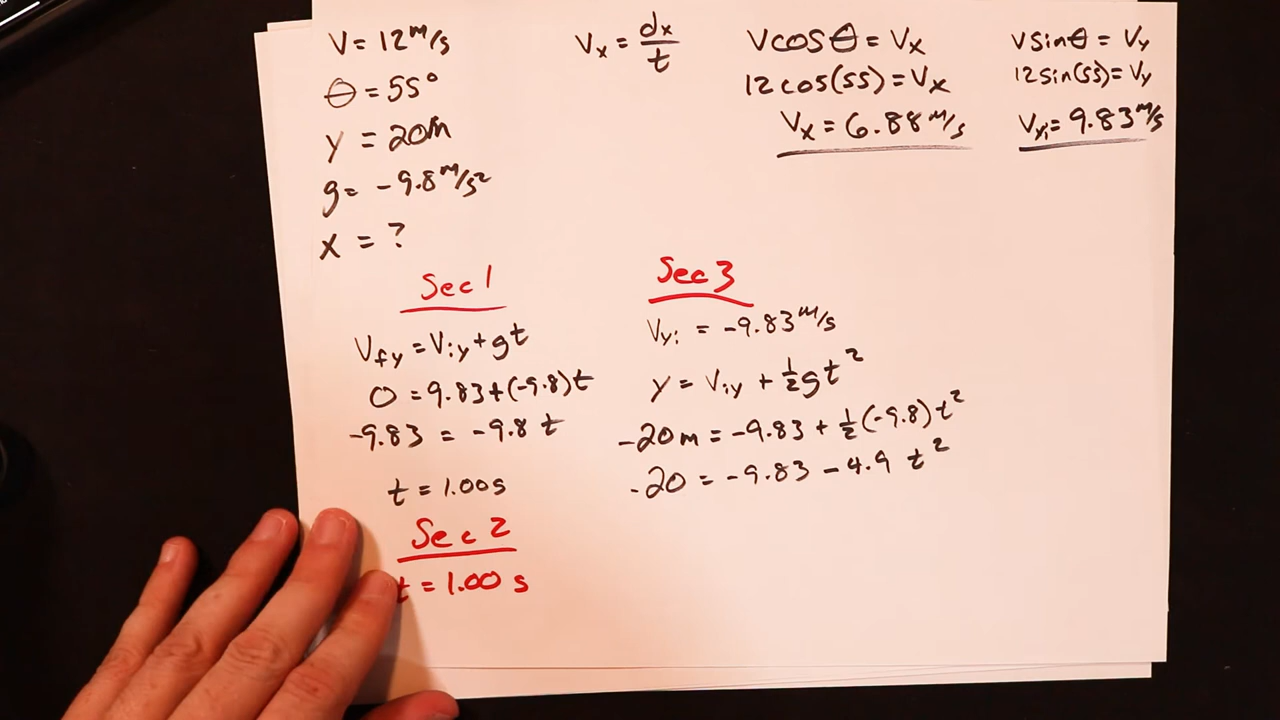 V = 12 m/s
θ = 55°
y = 20m
g = -9.8 m/s²
x = ?
Vx = dx/t
VCOSθ = Vx
12cos(55) = Vx
Vx = 6.88 m/s
VSinθ = Vy
12sin(55) = Vy
Vyi = 9.83 m/s
Sec 1
Vfy = Viy + gt
0 = 9.83 + (-9.8)t
-9.83 = -9.8 t
t = 1.00s
Sec 2
t = 1.00 s
Sec 3
Vyi = -9.83 m/s
y = Viy + ½gt²
-20m = -9.83 + ½(-9.8)t²
-20 = -9.83 - 4.9 t²